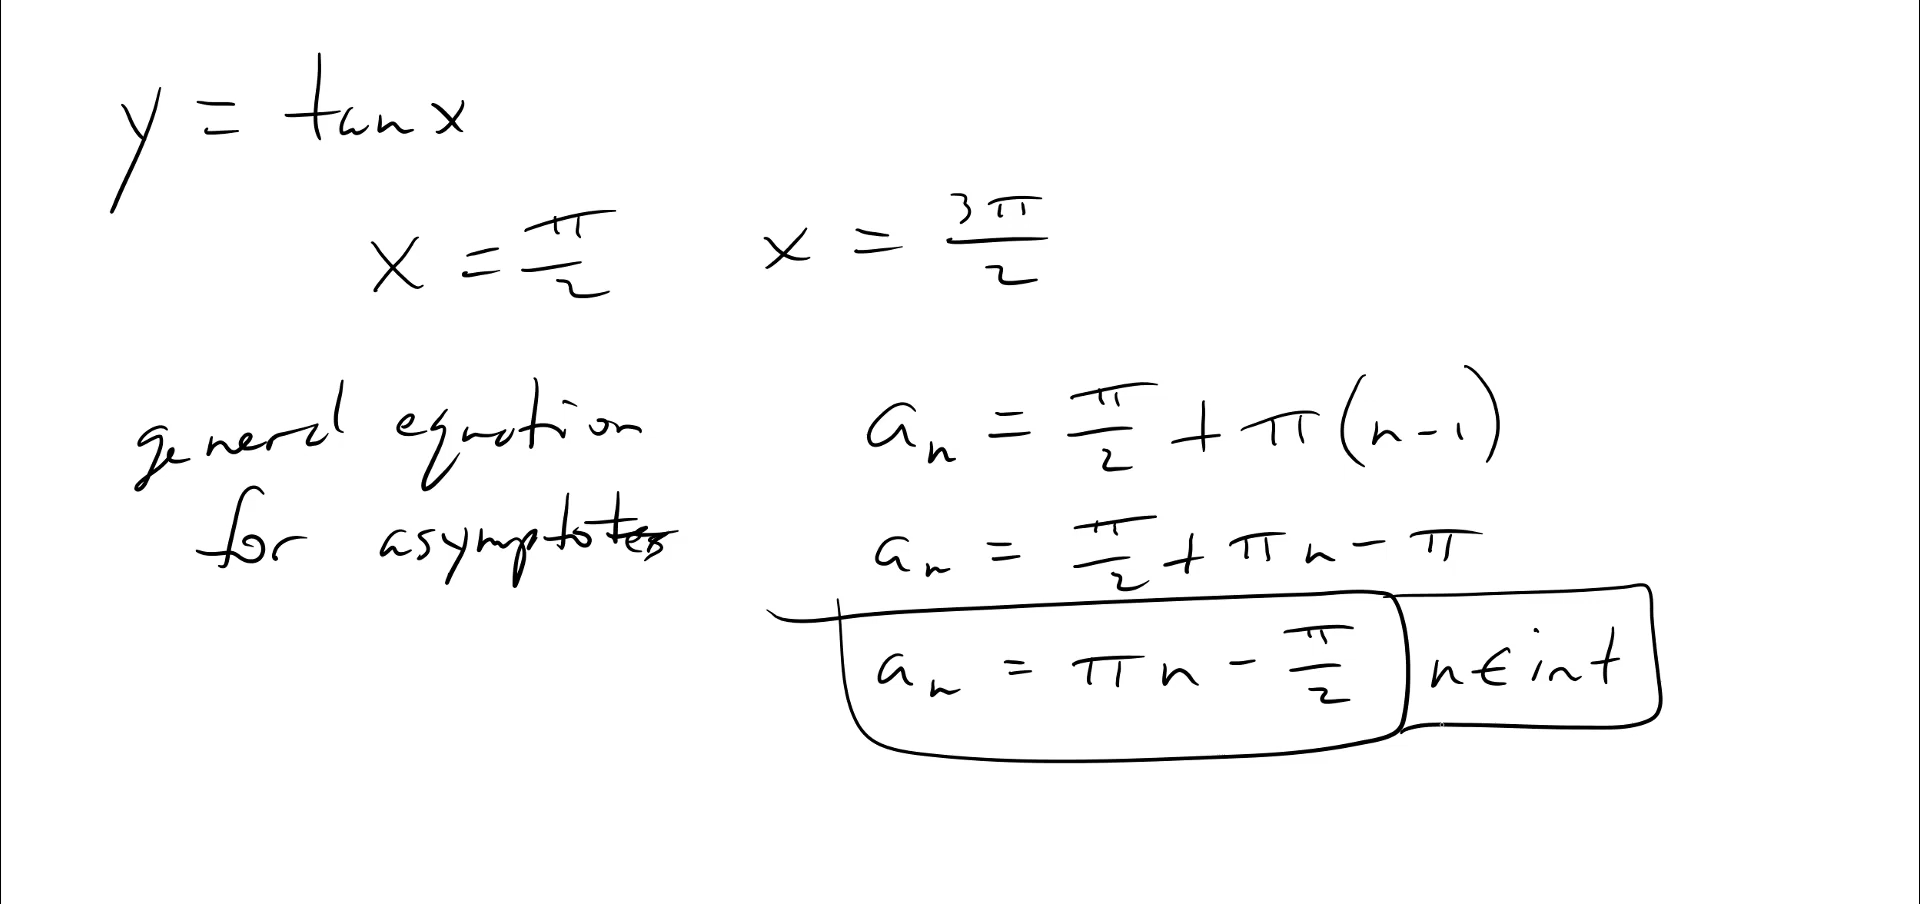 y = tan x
x = π/2 x = 3π/2
general equation
for asymptotes
aₙ = π/2 + π(n-1)
aₙ = π/2 + πn - π
aₙ = πn - π/2 n ∈ int